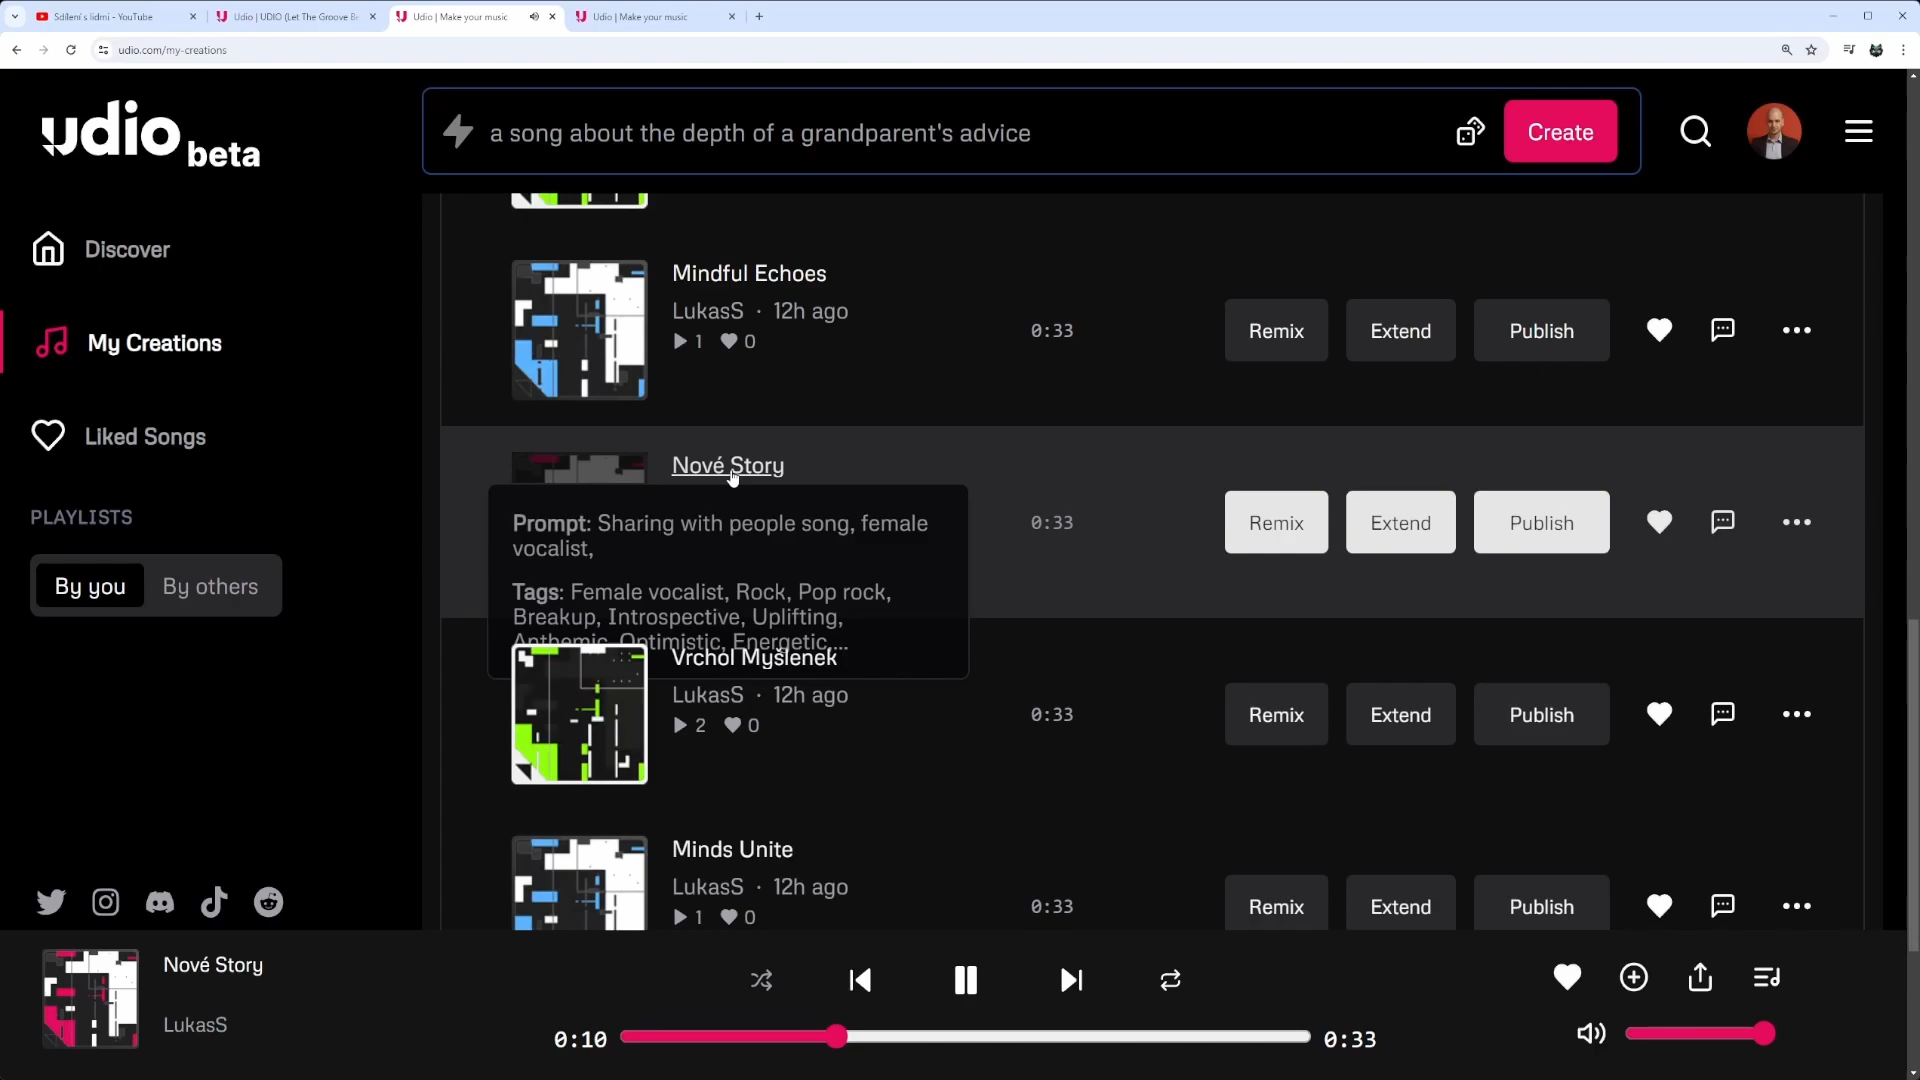 Sdílení s lidmi - YouTube
Udio | UDIO (Let The Groove Be
Udio | Make your music
Udio | Make your music
udio.com/my-creations
udio beta
a song about the depth of a grandparent's advice
Create
Discover
My Creations
Liked Songs
PLAYLISTS
By you
By others
Mindful Echoes
LukasS · 12h ago
1 0
0:33
Remix
Extend
Publish
Nové Story
Prompt: Sharing with people song, female
vocalist,
Tags: Female vocalist, Rock, Pop rock,
Breakup, Introspective, Uplifting,
Anthemic, Optimistic, Energetic,...
0:33
Remix
Extend
Publish
Vrchol Myšlenek
LukasS · 12h ago
2 0
0:33
Remix
Extend
Publish
Minds Unite
LukasS · 12h ago
1 0
0:33
Remix
Extend
Publish
Nové Story
LukasS
0:10
0:33